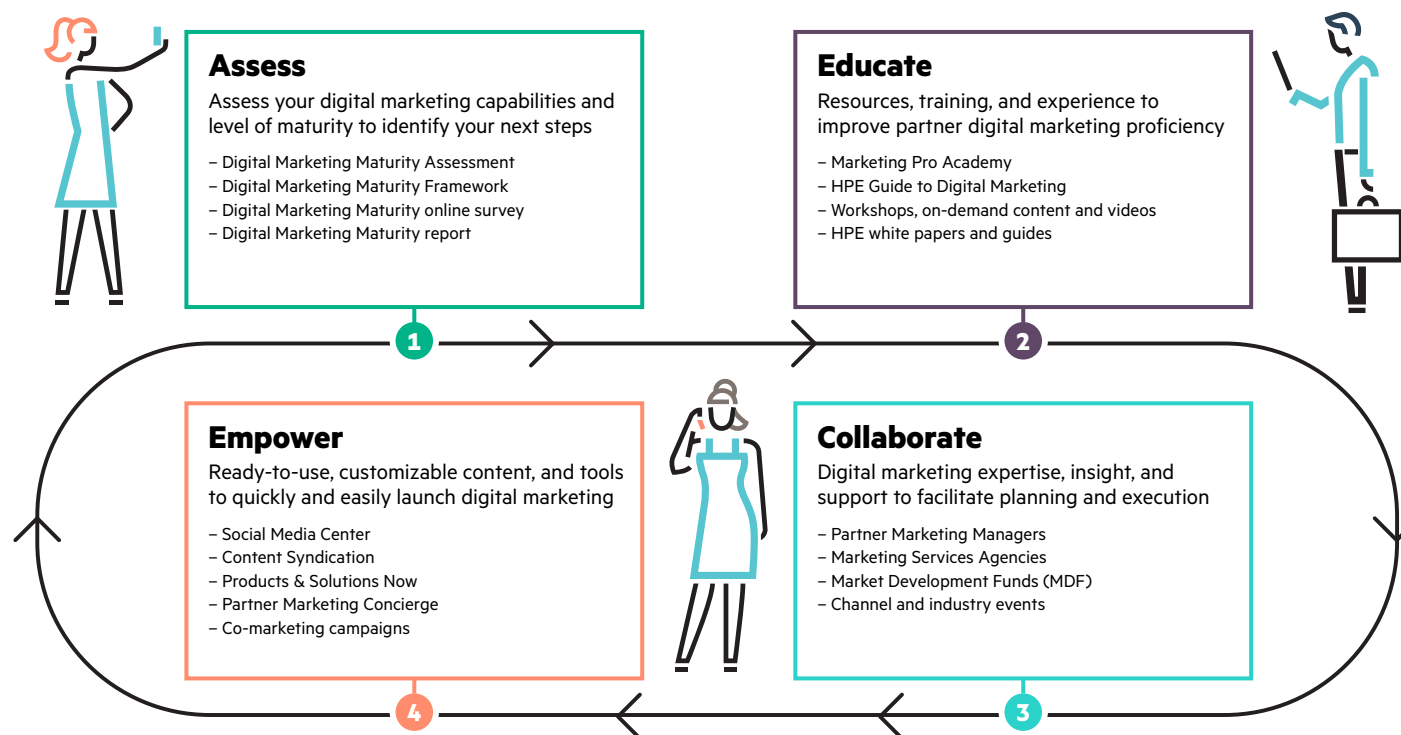 Assess
Assess your digital marketing capabilities and
level of maturity to identify your next steps
– Digital Marketing Maturity Assessment
– Digital Marketing Maturity Framework
– Digital Marketing Maturity online survey
– Digital Marketing Maturity report
1
Educate
Resources, training, and experience to
improve partner digital marketing proficiency
– Marketing Pro Academy
– HPE Guide to Digital Marketing
– Workshops, on-demand content and videos
– HPE white papers and guides
2
Collaborate
Digital marketing expertise, insight, and
support to facilitate planning and execution
– Partner Marketing Managers
– Marketing Services Agencies
– Market Development Funds (MDF)
– Channel and industry events
3
Empower
Ready-to-use, customizable content, and tools
to quickly and easily launch digital marketing
– Social Media Center
– Content Syndication
– Products & Solutions Now
– Partner Marketing Concierge
– Co-marketing campaigns
4